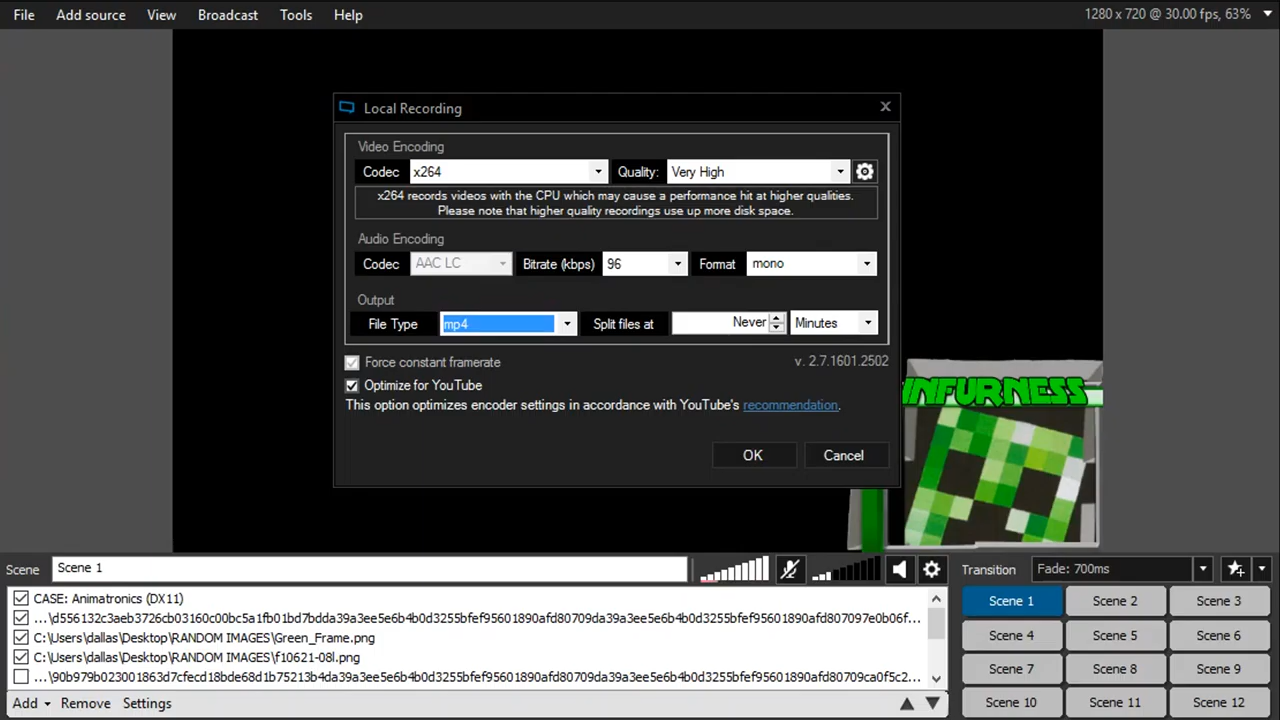 File Add source View Broadcast Tools Help 1280 x 720 @ 30.00 fps, 63%
Local Recording
Video Encoding
Codec x264 Quality: Very High
x264 records videos with the CPU which may cause a performance hit at higher qualities.
Please note that higher quality recordings use up more disk space.
Audio Encoding
Codec AAC LC Bitrate (kbps) 96 Format mono
Output
File Type mp4 Split files at Never Minutes
Force constant framerate v. 2.7.1601.2502
Optimize for YouTube
This option optimizes encoder settings in accordance with YouTube's recommendation.
INFURNESS
OK Cancel
Scene Scene 1 Transition Fade: 700ms
CASE: Animatronics (DX11)
...\d556132c3aeb3726cb03160c00bc5a1fb01bd7bdda39a3ee5e6b4b0d3255bfef95601890afd80709da39a3ee5e6b4b0d3255bfef95601890afd807097e0b06f...
C:\Users\dallas\Desktop\RANDOM IMAGES\Green_Frame.png
C:\Users\dallas\Desktop\RANDOM IMAGES\f10621-08l.png
...\90b979b023001863d7cfecd18bde68d1b75213b4da39a3ee5e6b4b0d3255bfef95601890afd80709da39a3ee5e6b4b0d3255bfef95601890afd80709ca0f5c2...
Add Remove Settings
Scene 1 Scene 2 Scene 3
Scene 4 Scene 5 Scene 6
Scene 7 Scene 8 Scene 9
Scene 10 Scene 11 Scene 12